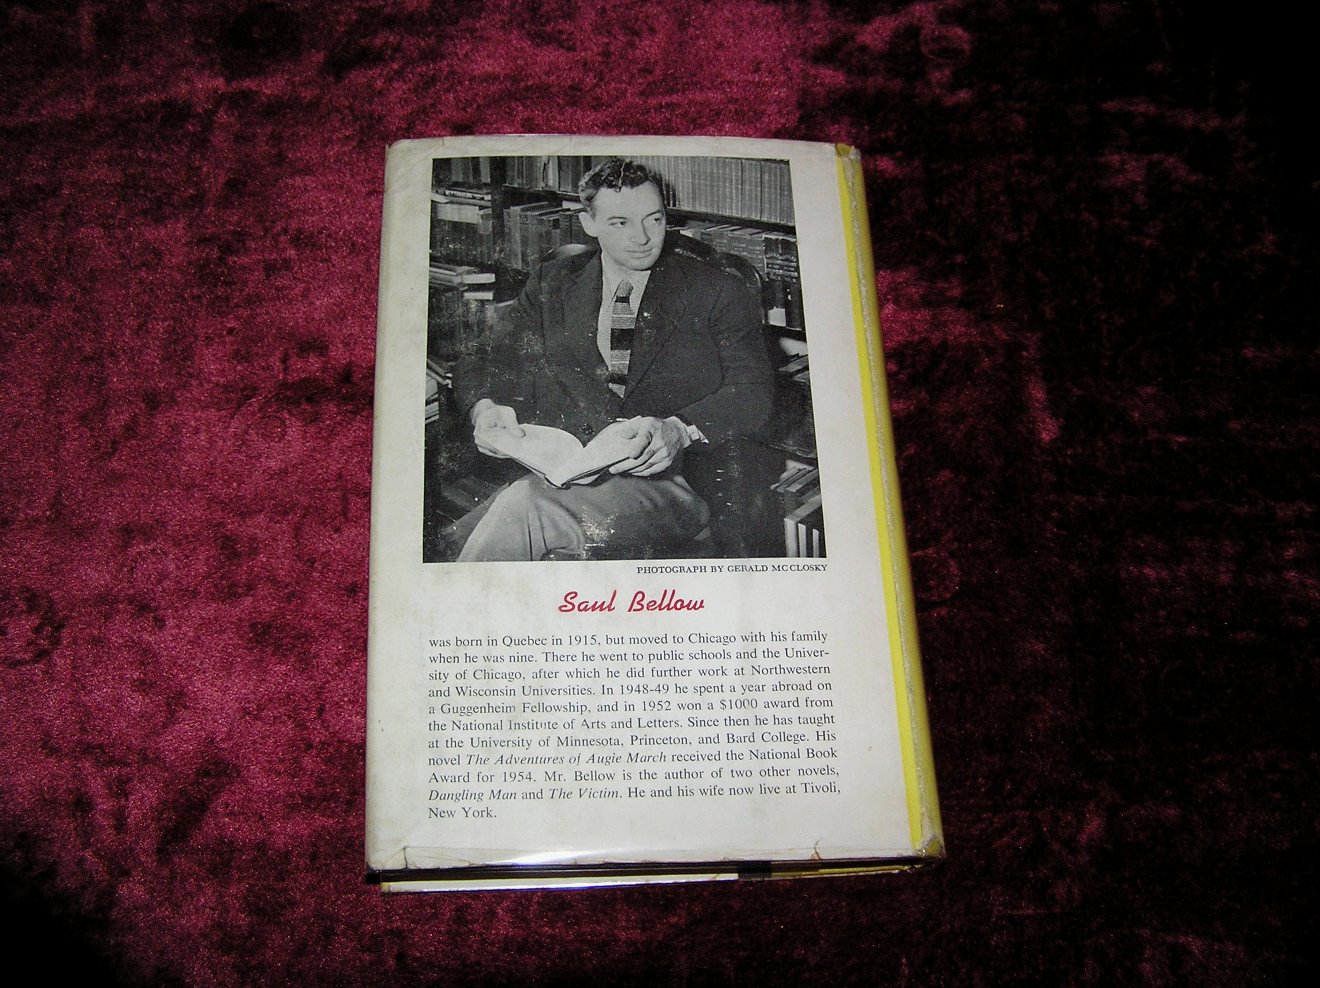 PHOTOGRAPH BY GERALD MC CLOSKY
Saul Bellow
was born in Quebec in 1915, but moved to Chicago with his family
when he was nine. There he went to public schools and the Univer-
sity of Chicago, after which he did further work at Northwestern
and Wisconsin Universities. In 1948-49 he spent a year abroad on
a Guggenheim Fellowship, and in 1952 won a $1000 award from
the National Institute of Arts and Letters. Since then he has taught
at the University of Minnesota, Princeton, and Bard College. His
novel The Adventures of Augie March received the National Book
Award for 1954. Mr. Bellow is the author of two other novels,
Dangling Man and The Victim. He and his wife now live at Tivoli,
New York.